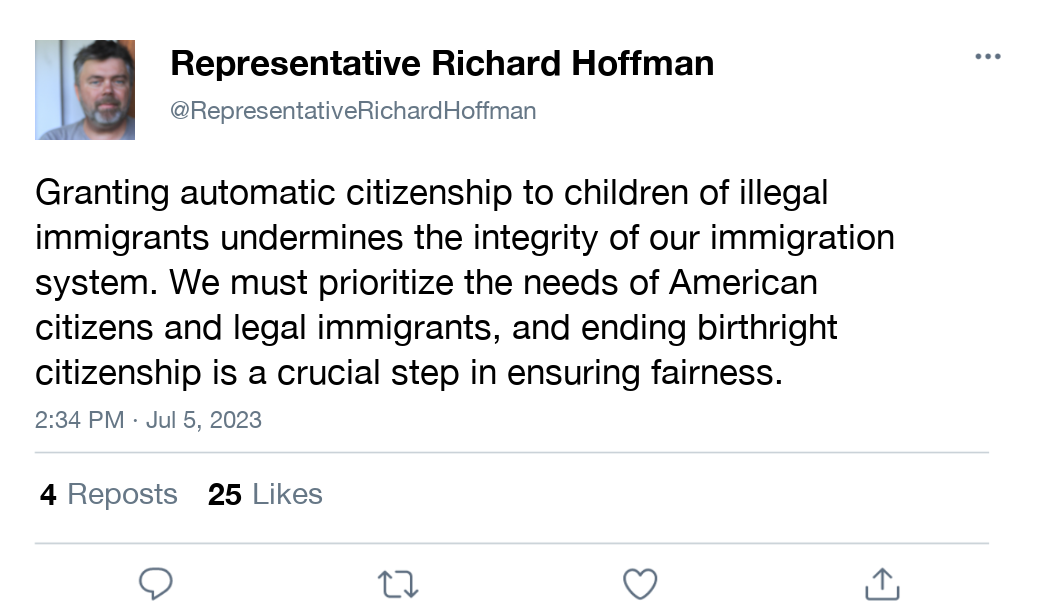 Representative Richard Hoffman
@RepresentativeRichardHoffman
Granting automatic citizenship to children of illegal
immigrants undermines the integrity of our immigration
system. We must prioritize the needs of American
citizens and legal immigrants, and ending birthright
citizenship is a crucial step in ensuring fairness.
2:34 PM · Jul 5, 2023
4 Reposts 25 Likes